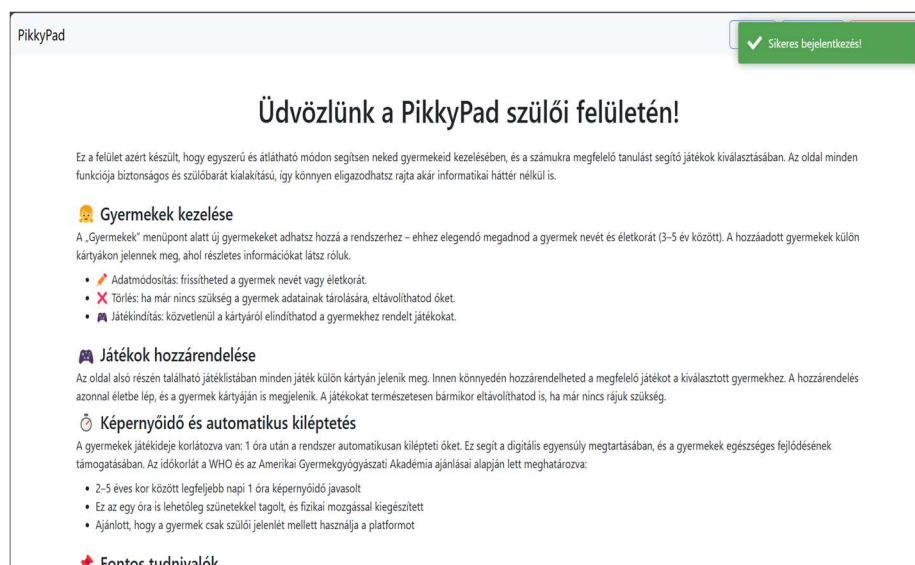 PikkyPad
Sikeres bejelentkezés!
Üdvözlünk a PikkyPad szülői felületén!
Ez a felület azért készült, hogy egyszerű és átlátható módon segítsen neked gyermekeid kezelésében, és a számukra megfelelő tanulást segítő játékok kiválasztásában. Az oldal minden
funkciója biztonságos és szülőbarát kialakítású, így könnyen eligazodhatsz rajta akár informatikai háttér nélkül is.
Gyermekek kezelése
A „Gyermekek” menüpont alatt új gyermekeket adhatsz hozzá a rendszerhez – ehhez elegendő megadnod a gyermek nevét és életkorát (3–5 év között). A hozzáadott gyermekek külön
kártyákon jelennek meg, ahol részletes információkat látsz róluk.
• Adatmódosítás: frissítheted a gyermek nevét vagy életkorát.
• Törlés: ha már nincs szükség a gyermek adatainak tárolására, eltávolíthatod őket.
• Játékindítás: közvetlenül a kártyáról elindíthatod a gyermekhez rendelt játékokat.
Játékok hozzárendelése
Az oldal alsó részén található játéklistában minden játék külön kártyán jelenik meg. Innen könnyedén hozzárendelheted a megfelelő játékot a kiválasztott gyermekhez. A hozzárendelés
azonnal életbe lép, és a gyermek kártyáján is megjelenik. A játékokat természetesen bármikor eltávolíthatod is, ha már nincs rájuk szükség.
Képernyőidő és automatikus kiléptetés
A gyermekek játékideje korlátozva van: 1 óra után a rendszer automatikusan kilépteti őket. Ez segít a digitális egyensúly megtartásában, és a gyermekek egészséges fejlődésének
támogatásában. Az időkorlát a WHO és az Amerikai Gyermekgyógyászati Akadémia ajánlásai alapján lett meghatározva:
• 2–5 éves kor között legfeljebb napi 1 óra képernyőidő javasolt
• Ez az egy óra is lehetőleg szünetekkel tagolt, és fizikai mozgással kiegészített
• Ajánlott, hogy a gyermek csak szülői jelenlét mellett használja a platformot
Fontos tudnivalók